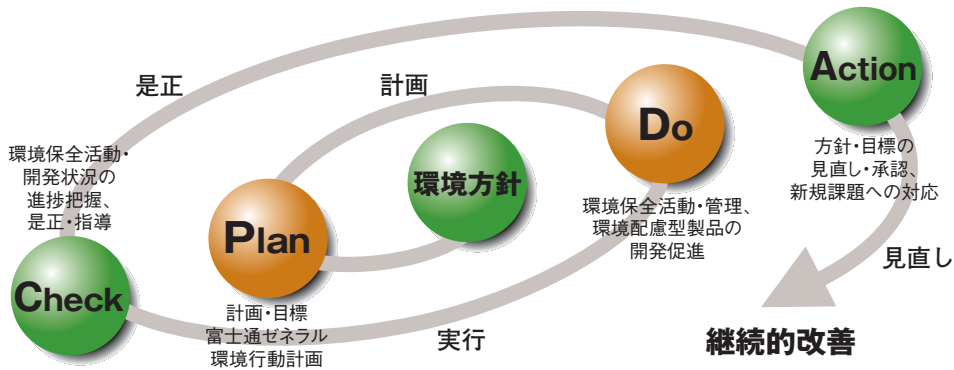 環境方針
Plan
計画・目標
富士通ゼネラル
環境行動計画
計画
Do
環境保全活動・管理、
環境配慮型製品の
開発促進
実行
Check
環境保全活動・
開発状況の
進捗把握、
是正・指導
是正
Action
方針・目標の
見直し・承認、
新規課題への対応
見直し
継続的改善